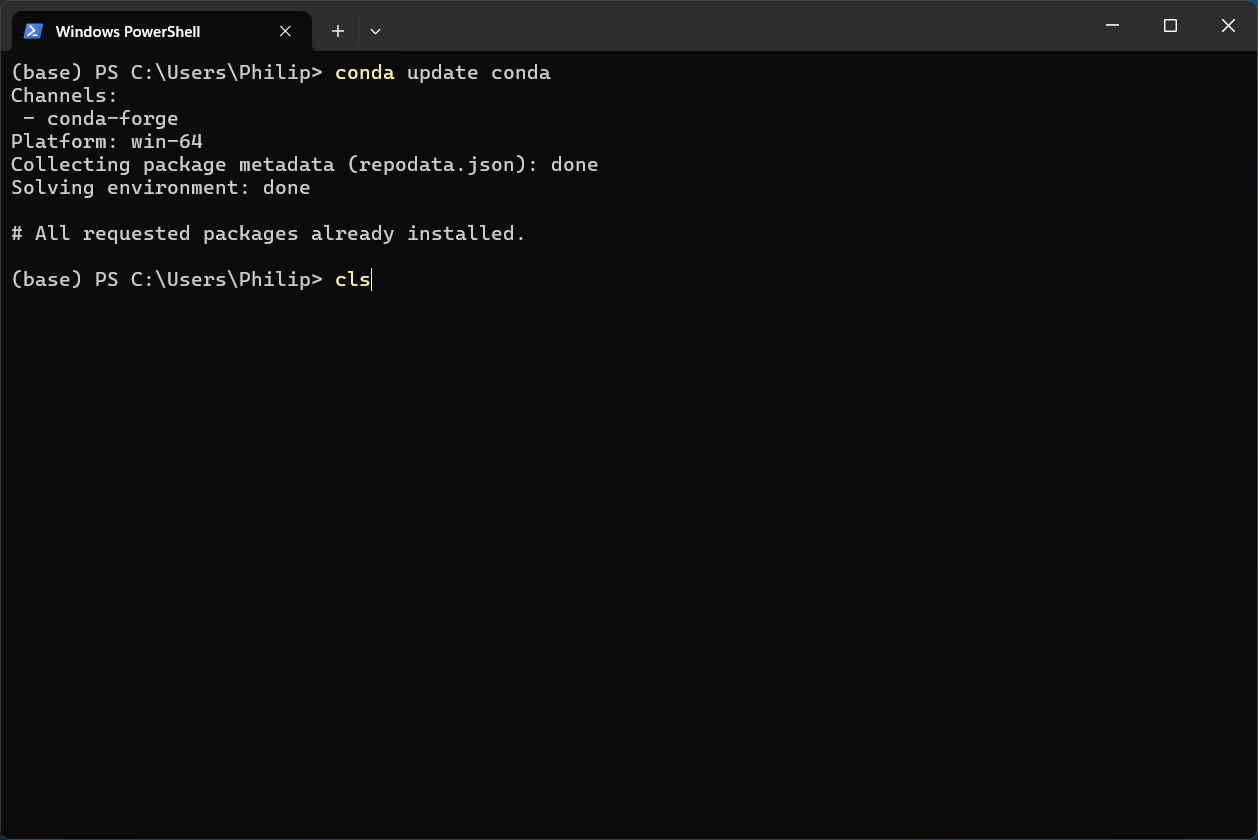 Windows PowerShell
(base) PS C:\Users\Philip> conda update conda
Channels:
 - conda-forge
Platform: win-64
Collecting package metadata (repodata.json): done
Solving environment: done
# All requested packages already installed.
(base) PS C:\Users\Philip> cls